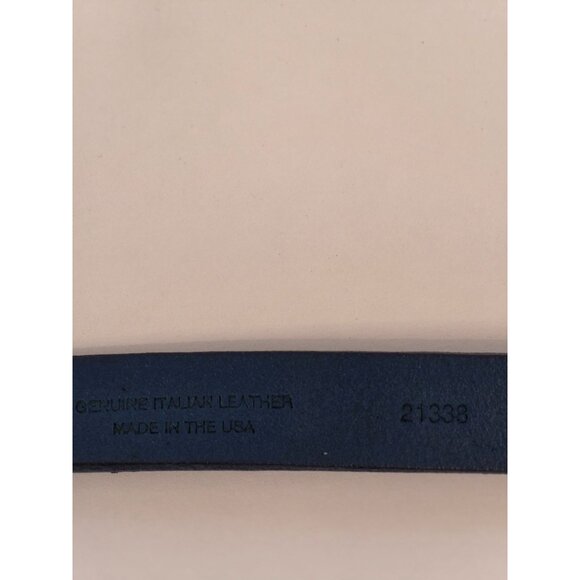 GENUINE ITALIAN LEATHER
MADE IN THE USA
21338